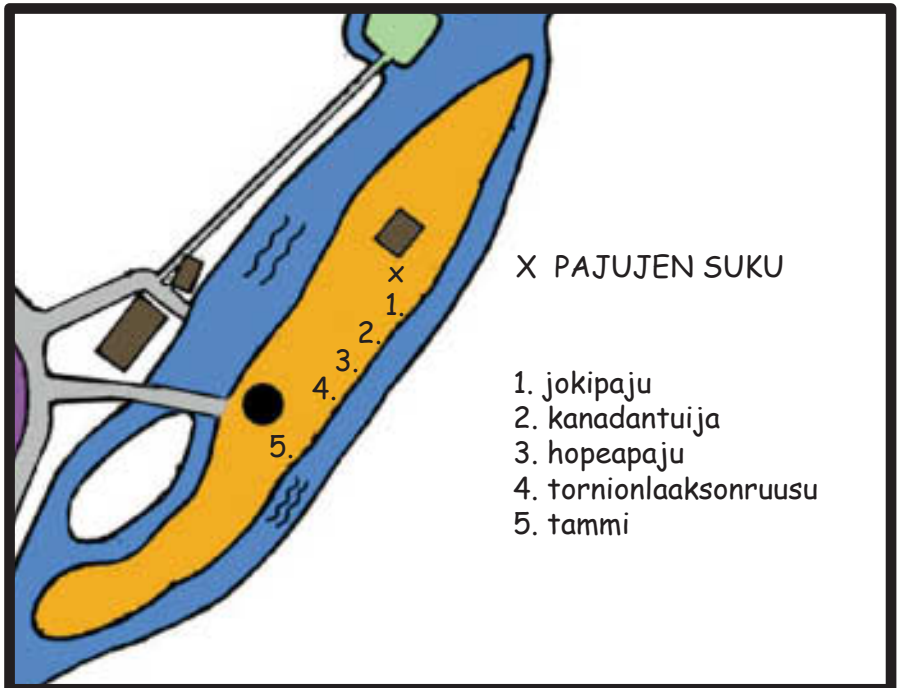 x
1.
2.
3.
4.
5.
X PAJUJEN SUKU
1. jokipaju
2. kanadantuija
3. hopeapaju
4. tornionlaaksonruusu
5. tammi